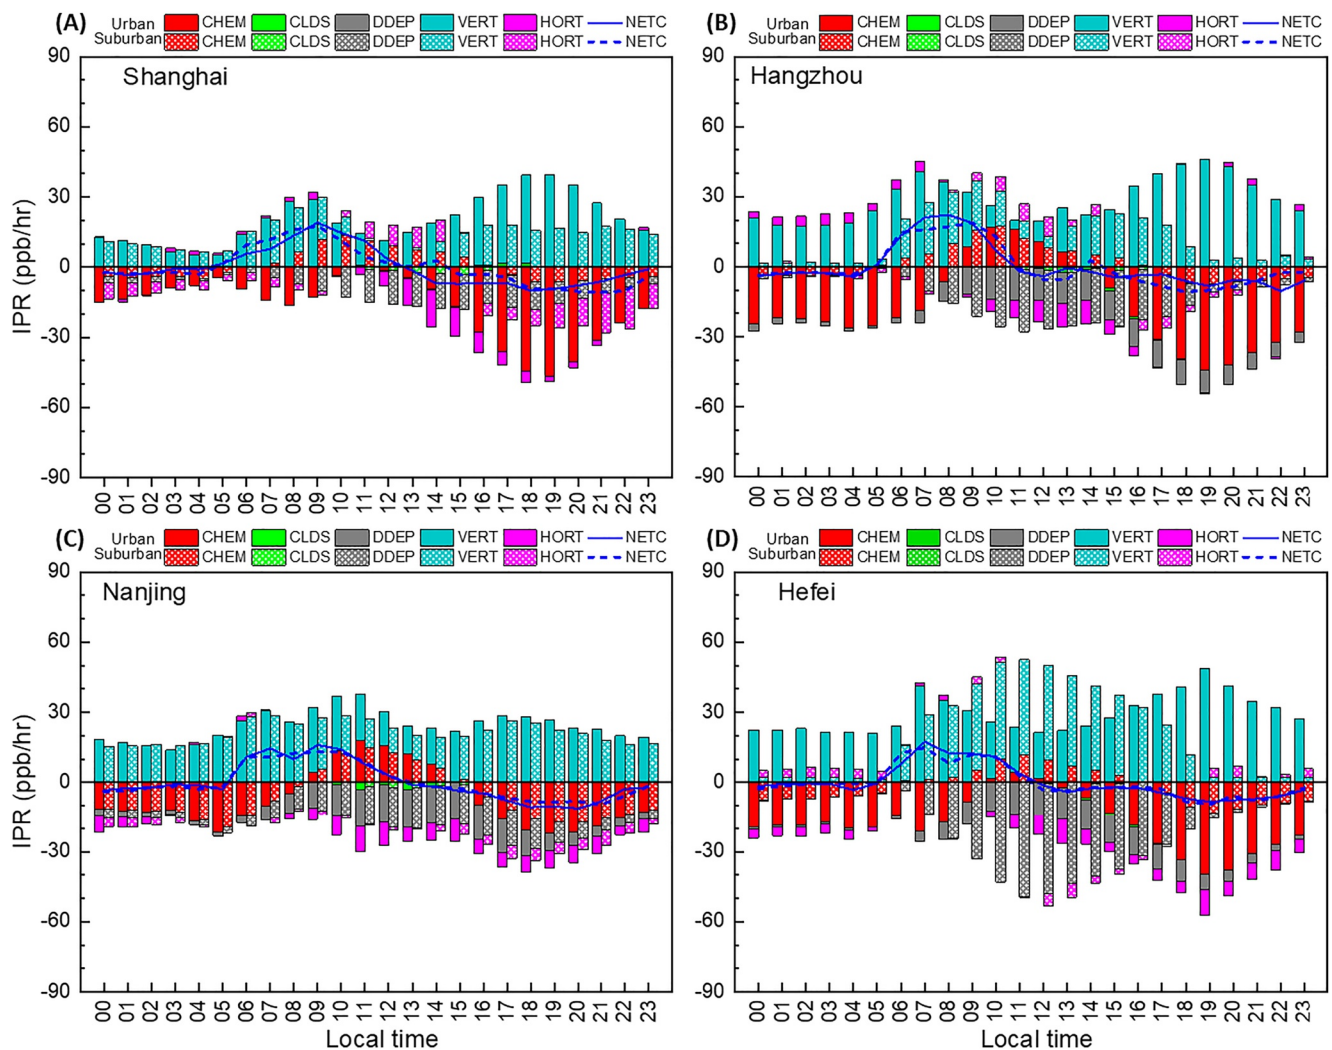 (A) Urban CHEM CLDS DDEP VERT HORT NETC
Suburban CHEM CLDS DDEP VERT HORT NETC
Shanghai
IPR (ppb/hr)
90
60
30
0
-30
-60
-90
00 01 02 03 04 05 06 07 08 09 10 11 12 13 14 15 16 17 18 19 20 21 22 23
(B) Urban CHEM CLDS DDEP VERT HORT NETC
Suburban CHEM CLDS DDEP VERT HORT NETC
Hangzhou
IPR (ppb/hr)
90
60
30
0
-30
-60
-90
00 01 02 03 04 05 06 07 08 09 10 11 12 13 14 15 16 17 18 19 20 21 22 23
(C) Urban CHEM CLDS DDEP VERT HORT NETC
Suburban CHEM CLDS DDEP VERT HORT NETC
Nanjing
IPR (ppb/hr)
90
60
30
0
-30
-60
-90
00 01 02 03 04 05 06 07 08 09 10 11 12 13 14 15 16 17 18 19 20 21 22 23
Local time
(D) Urban CHEM CLDS DDEP VERT HORT NETC
Suburban CHEM CLDS DDEP VERT HORT NETC
Hefei
IPR (ppb/hr)
90
60
30
0
-30
-60
-90
00 01 02 03 04 05 06 07 08 09 10 11 12 13 14 15 16 17 18 19 20 21 22 23
Local time